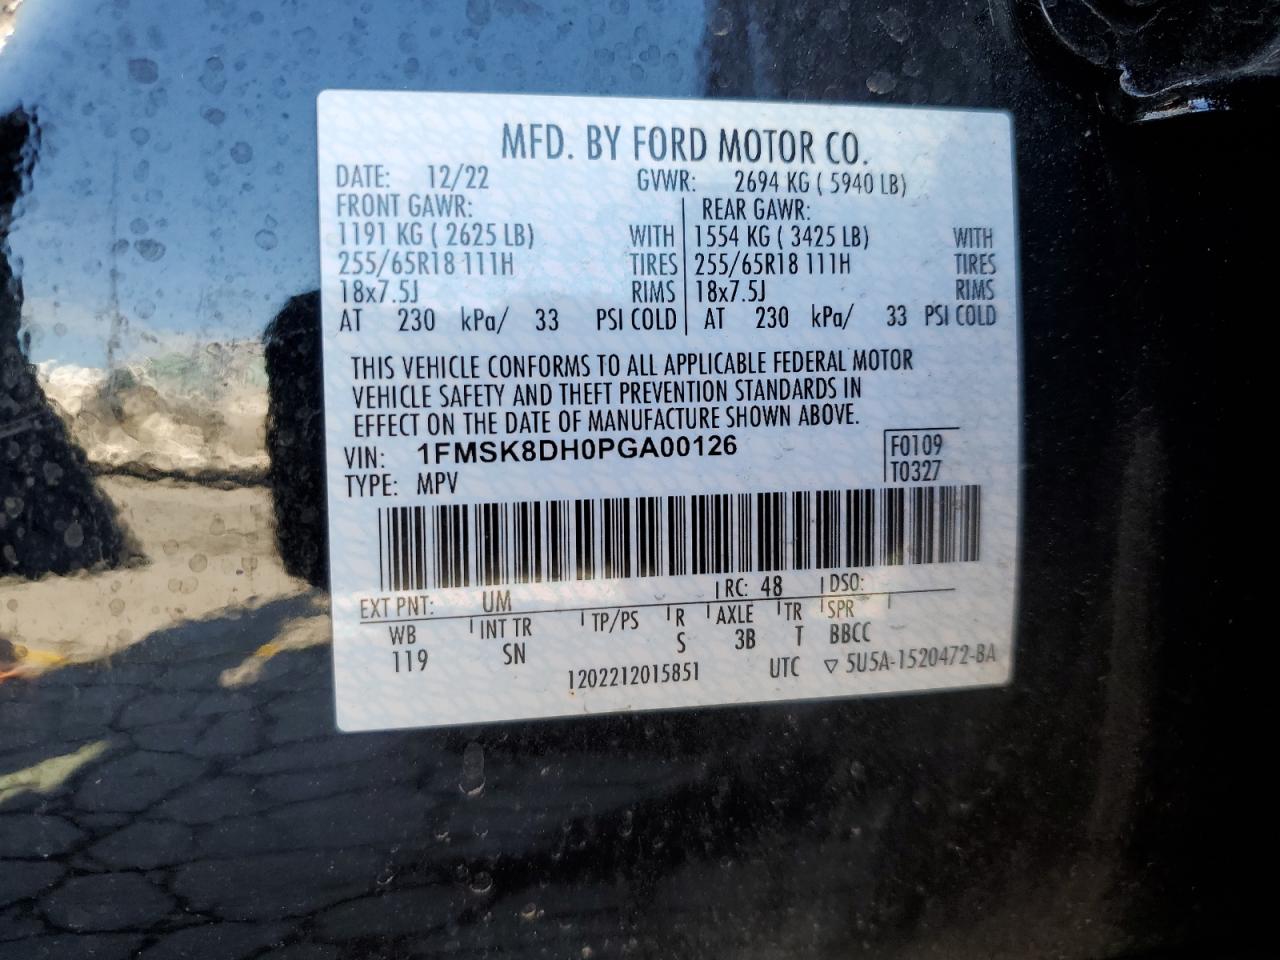 MFD. BY FORD MOTOR CO.
DATE: 12/22 GVWR: 2694 KG ( 5940 LB)
FRONT GAWR: REAR GAWR:
1191 KG ( 2625 LB) WITH 1554 KG ( 3425 LB) WITH
255/65R18 111H TIRES 255/65R18 111H TIRES
18x7.5J RIMS 18x7.5J RIMS
AT 230 kPa/ 33 PSI COLD AT 230 kPa/ 33 PSI COLD
THIS VEHICLE CONFORMS TO ALL APPLICABLE FEDERAL MOTOR
VEHICLE SAFETY AND THEFT PREVENTION STANDARDS IN
EFFECT ON THE DATE OF MANUFACTURE SHOWN ABOVE.
VIN: 1FMSK8DH0PGA00126 F0109
TYPE: MPV T0327
EXT PNT: UM RC: 48 DSO:
WB INT TR TP/PS R AXLE TR SPR
119 SN S 3B T BBCC
1202212015851 UTC ▽ 5U5A-1520472-BA